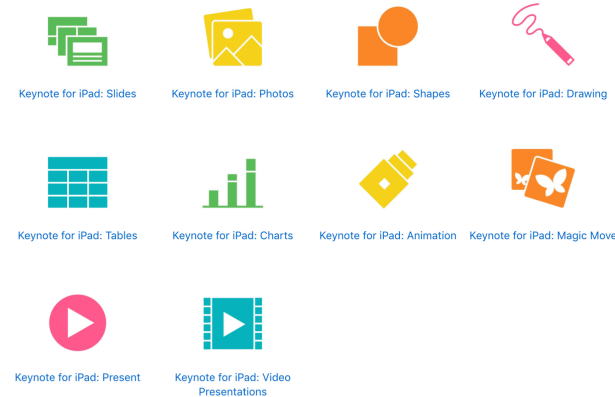 Keynote for iPad: Slides
Keynote for iPad: Photos
Keynote for iPad: Shapes
Keynote for iPad: Drawing
Keynote for iPad: Tables
Keynote for iPad: Charts
Keynote for iPad: Animation
Keynote for iPad: Magic Move
Keynote for iPad: Present
Keynote for iPad: Video
Presentations